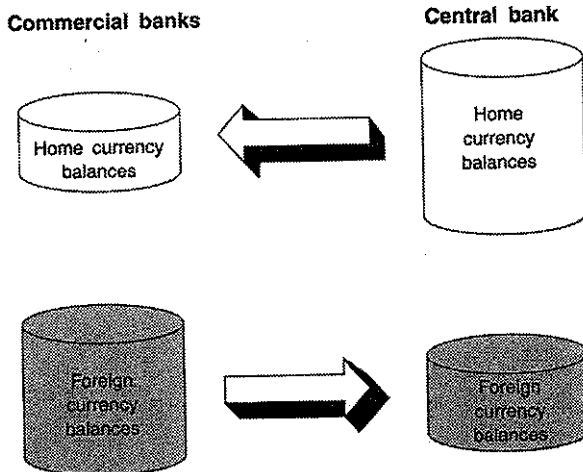 Commercial banks
Central bank
Home currency
balances
Home
currency
balances
Foreign
currency
balances
Foreign
currency
balances